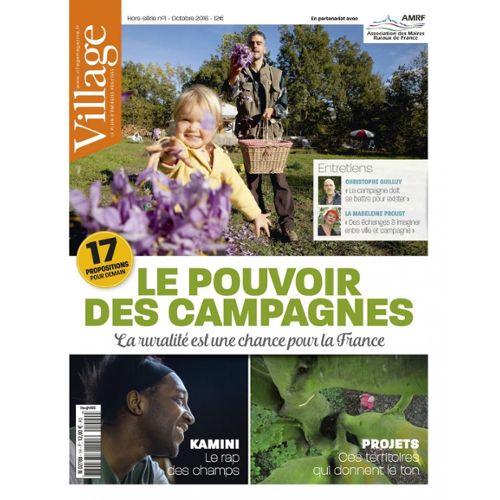 Hors-série n°1 - Octobre 2016 - 12€
En partenariat avec
AMRF
Association des Maires
Ruraux de France
www.villagemagazine.fr
Village
Entretiens
CHRISTOPHE GUILLUY
« La campagne doit
se battre pour exister »
LA MADELEINE PROUST
« Des échanges à imaginer
entre ville et campagne »
17
PROPOSITIONS
POUR DEMAIN
LE POUVOIR
DES CAMPAGNES
La ruralité est une chance pour la France
KAMINI
Le rap
des champs
PROJETS
Ces territoires
qui donnent le ton